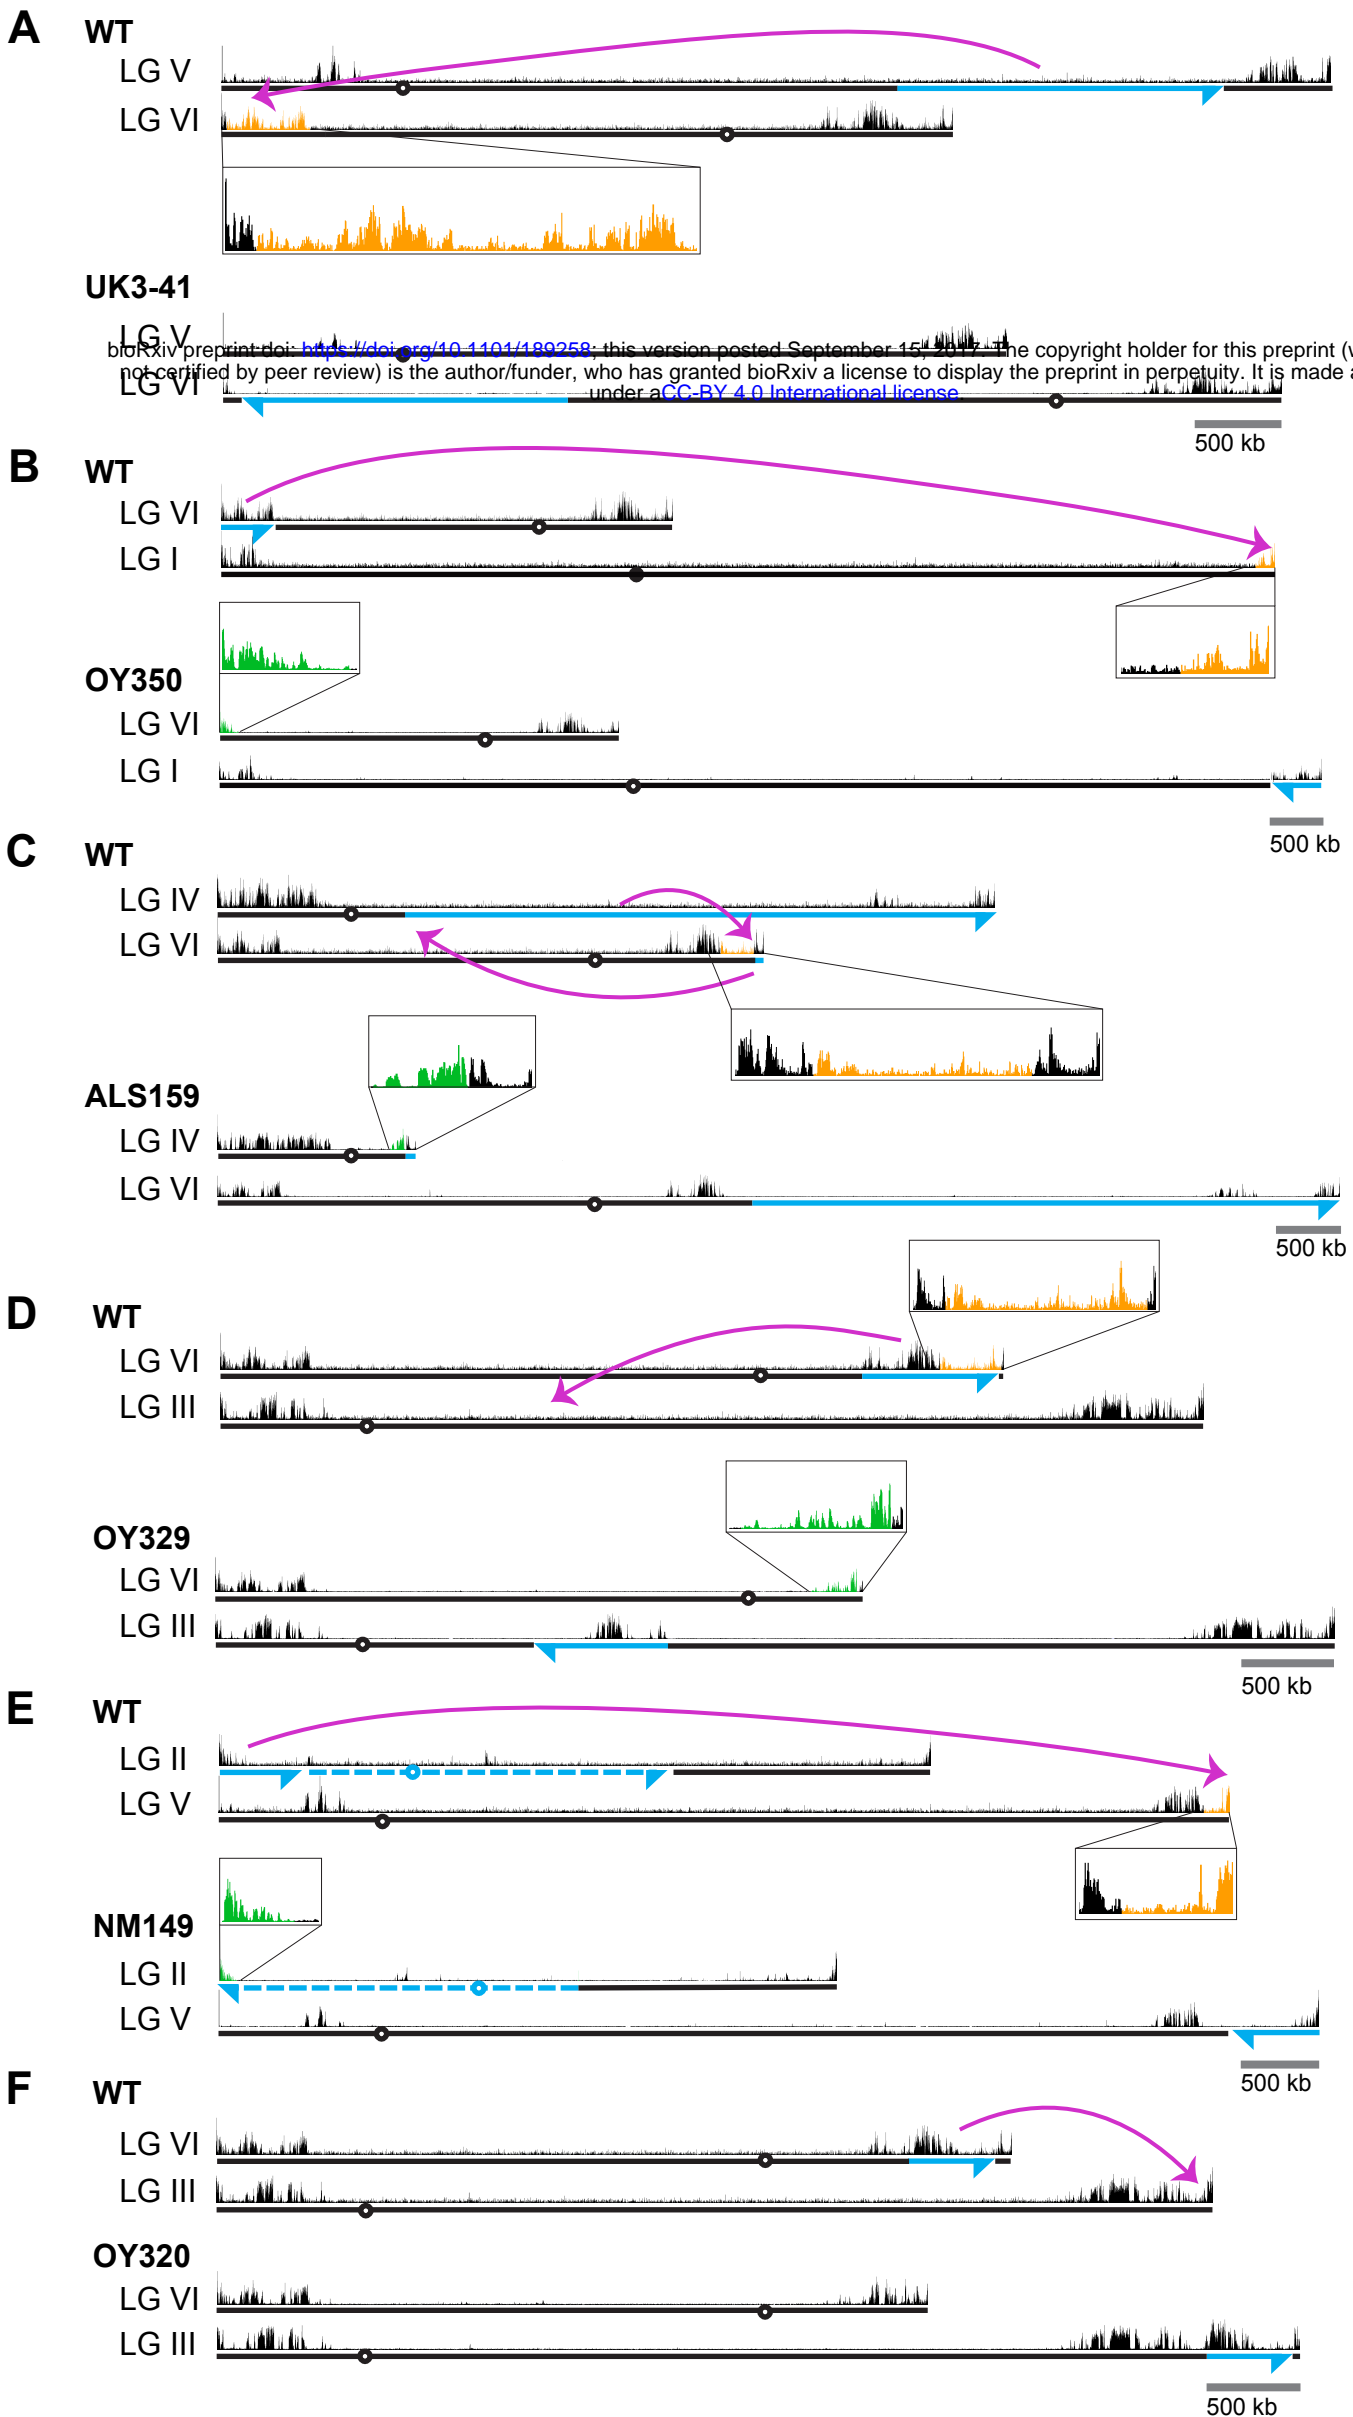 A
WT
LG V
LG VI
UK3-41
LG V
bioRxiv preprint doi: https://doi.org/10.1101/189258; this version posted September 15, 2017. The copyright holder for this preprint (
not certified by peer review) is the author/funder, who has granted bioRxiv a license to display the preprint in perpetuity. It is made
LG VI
under aCC-BY 4.0 International license.
500 kb
B
WT
LG VI
LG I
OY350
LG VI
LG I
500 kb
C
WT
LG IV
LG VI
ALS159
LG IV
LG VI
500 kb
D
WT
LG VI
LG III
OY329
LG VI
LG III
500 kb
E
WT
LG II
LG V
NM149
LG II
LG V
500 kb
F
WT
LG VI
LG III
OY320
LG VI
LG III
500 kb